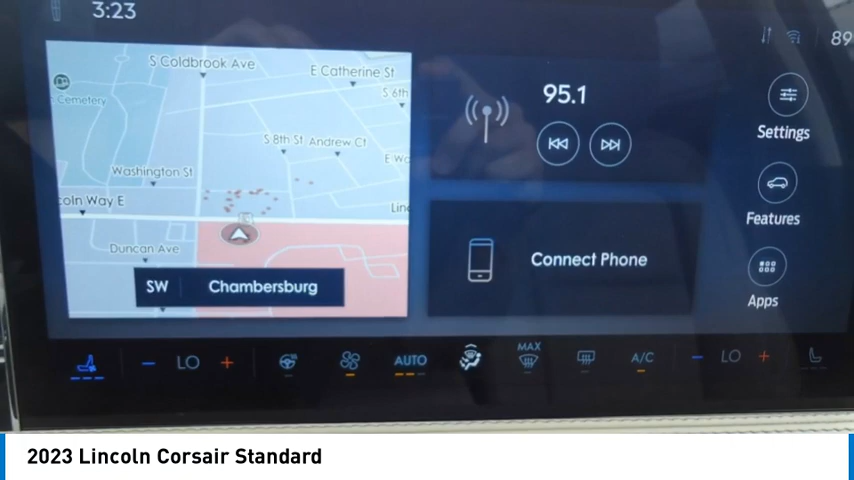 3:23
89
S Coldbrook Ave
E Catherine St
S 6th
Cemetery
S 8th St
Andrew Ct
E Wa
Washington St
coln Way E
Linc
Duncan Ave
SW Chambersburg
95.1
Connect Phone
Settings
Features
Apps
LO
AUTO
MAX
A/C
LO
2023 Lincoln Corsair Standard